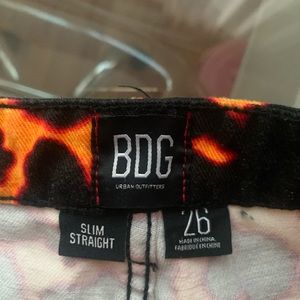 BDG
URBAN OUTFITTERS
SLIM
STRAIGHT
26
MADE IN CHINA
FABRIQUÉ EN CHINE